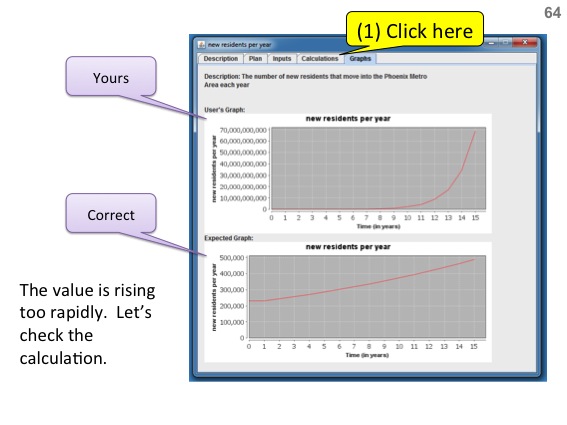 64
(1) Click here
new residents per year
Description Plan Inputs Calculations Graphs
Yours
Description: The number of new residents that move into the Phoenix Metro
Area each year
User's Graph:
new residents per year
new residents per year
70,000,000,000
60,000,000,000
50,000,000,000
40,000,000,000
30,000,000,000
20,000,000,000
10,000,000,000
0
0 1 2 3 4 5 6 7 8 9 10 11 12 13 14 15
Time (in years)
Correct
Expected Graph:
new residents per year
new residents per year
500,000
400,000
300,000
200,000
100,000
0
0 1 2 3 4 5 6 7 8 9 10 11 12 13 14 15
Time (in years)
The value is rising
too rapidly. Let's
check the
calculation.